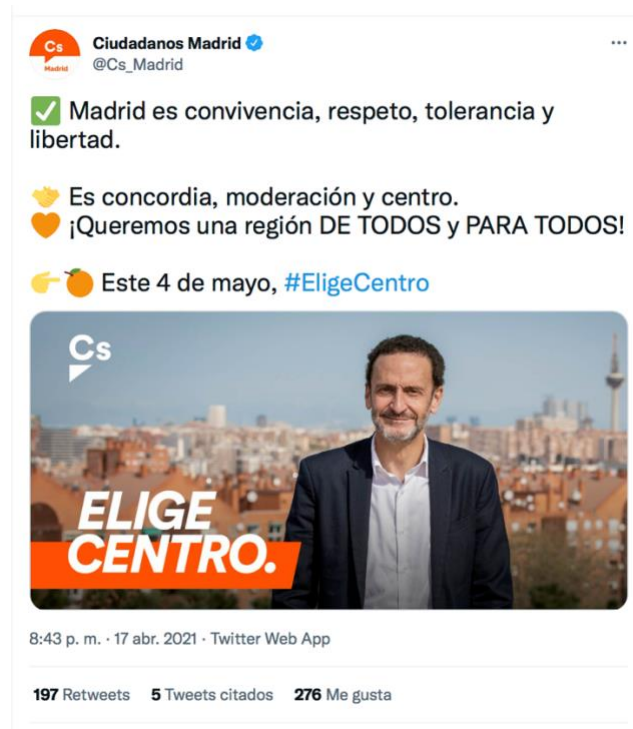 Cs
Madrid
Ciudadanos Madrid
@Cs_Madrid
✅ Madrid es convivencia, respeto, tolerancia y
libertad.
🤝 Es concordia, moderación y centro.
🧡 ¡Queremos una región DE TODOS y PARA TODOS!
👉🍊 Este 4 de mayo, #EligeCentro
Cs
ELIGE
CENTRO.
8:43 p. m. · 17 abr. 2021 · Twitter Web App
197 Retweets 5 Tweets citados 276 Me gusta